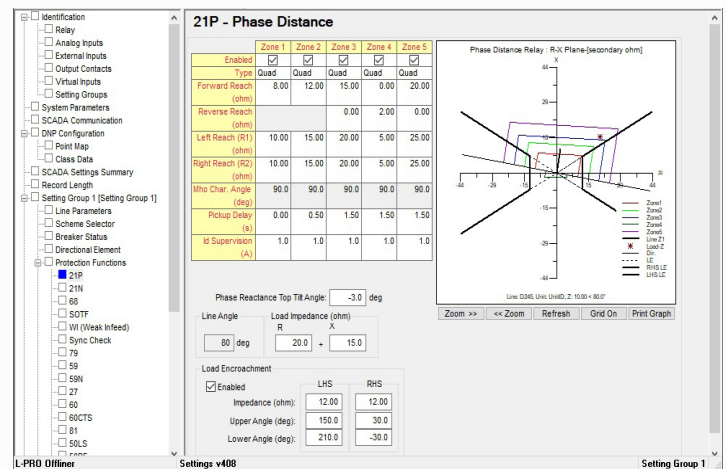 Identification
Relay
Analog Inputs
External Inputs
Output Contacts
Virtual Inputs
Setting Groups
System Parameters
SCADA Communication
DNP Configuration
Point Map
Class Data
SCADA Settings Summary
Record Length
Setting Group 1 [Setting Group 1]
Line Parameters
Scheme Selector
Breaker Status
Directional Element
Protection Functions
21P
21N
68
SOTF
WI (Weak Infeed)
Sync Check
79
59
59N
27
60
60CTS
81
50LS
21P - Phase Distance
Zone 1 Zone 2 Zone 3 Zone 4 Zone 5
Enabled
Type Quad Quad Quad Quad Quad
Forward Reach (ohm) 8.00 12.00 15.00 0.00 20.00
Reverse Reach (ohm) 0.00 2.00 0.00
Left Reach (R1) (ohm) 10.00 15.00 20.00 5.00 25.00
Right Reach (R2) (ohm) 10.00 15.00 20.00 5.00 25.00
Mho Char. Angle (deg) 90.0 90.0 90.0 90.0 90.0
Pickup Delay (s) 0.00 0.50 1.50 1.50 1.50
Id Supervision (A) 1.0 1.0 1.0 1.0 1.0
Phase Reactance Top Tilt Angle: -3.0 deg
Line Angle
80 deg
Load Impedance (ohm)
R X
20.0 + 15.0
Load Encroachment
Enabled
LHS RHS
Impedance (ohm): 12.00 12.00
Upper Angle (deg): 150.0 30.0
Lower Angle (deg): 210.0 -30.0
Phase Distance Relay : R-X Plane-[secondary ohm]
X
44
29
15
-44 -29 -15 15 29 44
-15
-29
-44
Zone1
Zone2
Zone3
Zone4
Zone5
Line Z1
Load-Z
Dir.
LE
RHS LE
LHS LE
Line: D24S, Unit: UnitID, Z: 10.00 < 80.0°
Zoom >> << Zoom Refresh Grid On Print Graph
L-PRO Offliner Settings v408 Setting Group 1